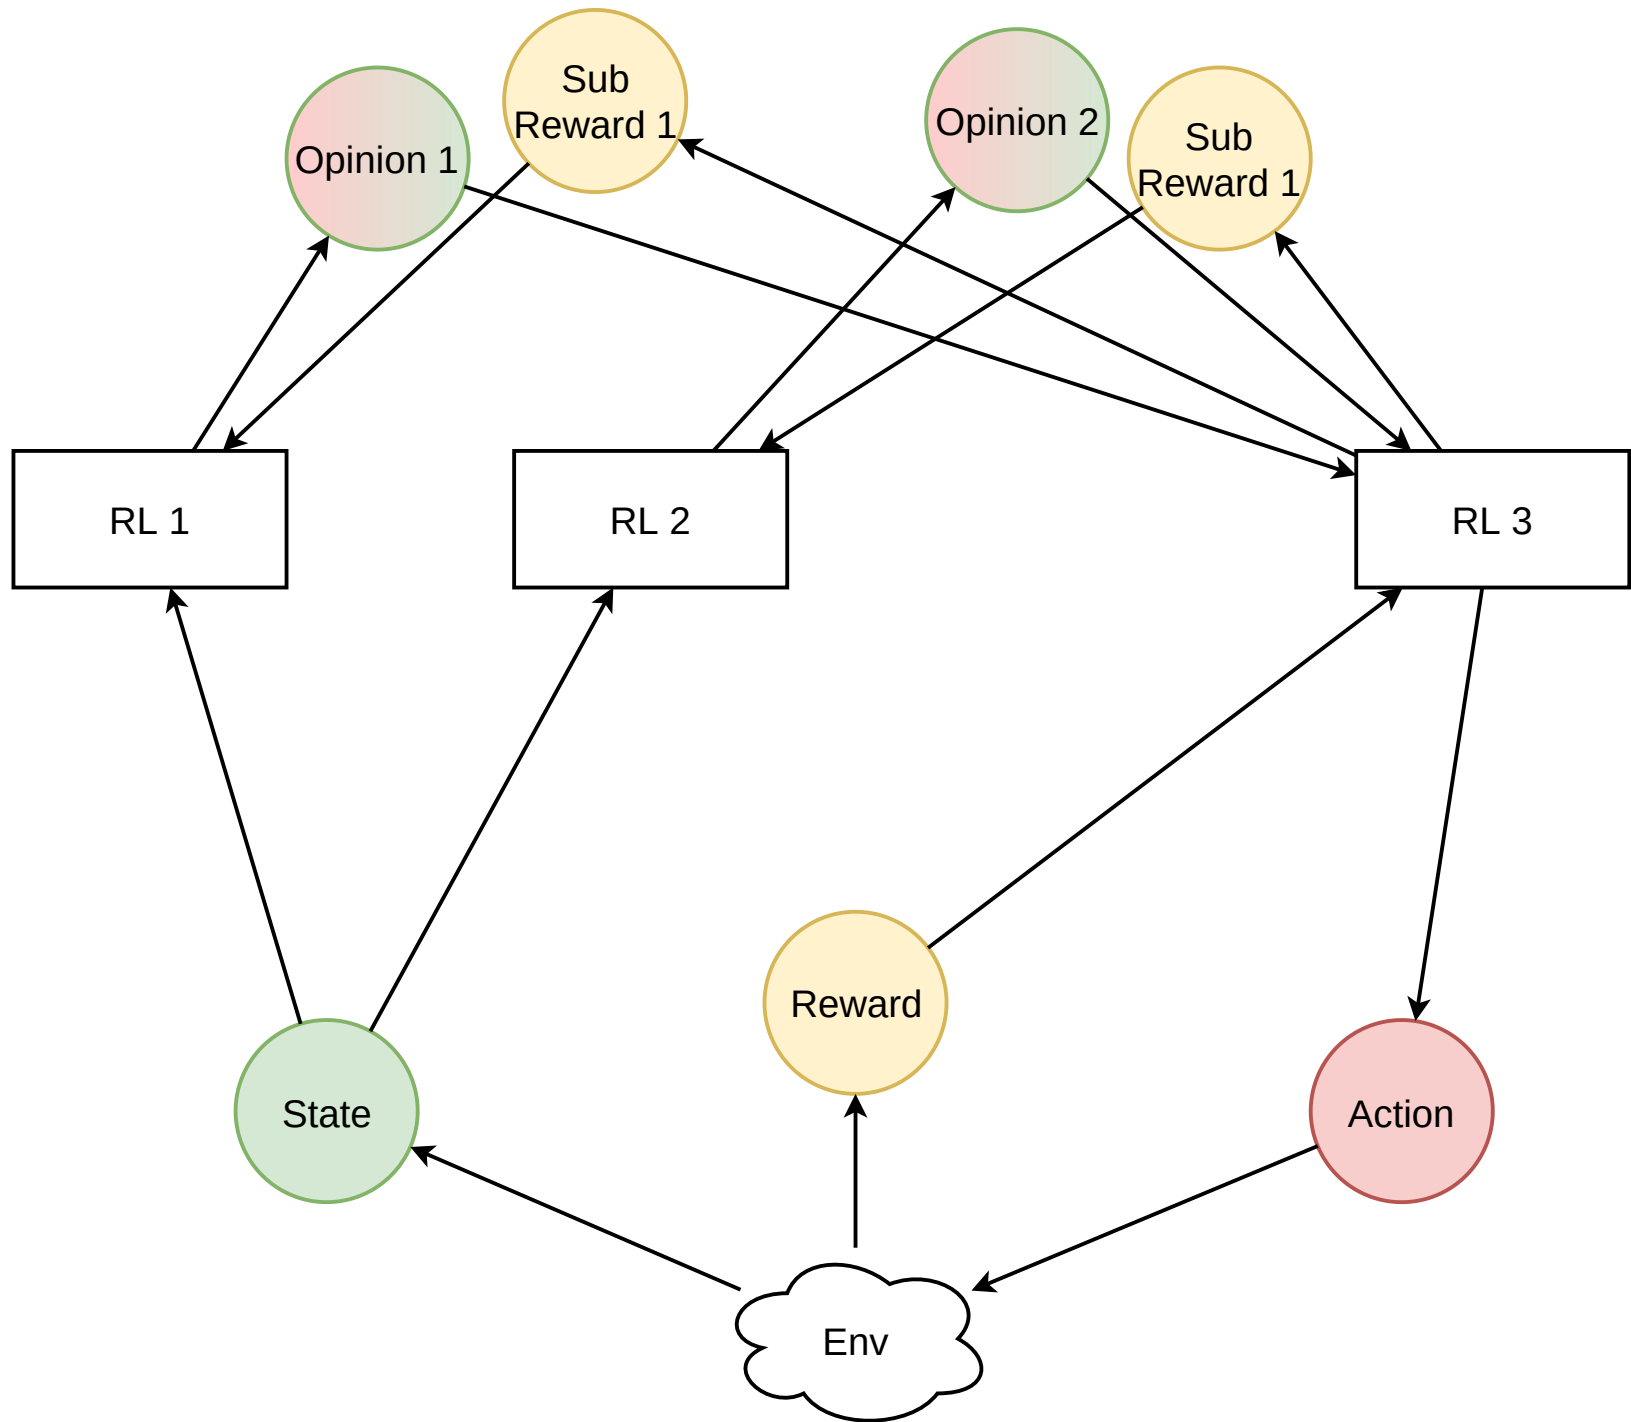 Sub
Reward 1
Opinion 1
Opinion 2
Sub
Reward 1
RL 1
RL 2
RL 3
Reward
State
Action
Env